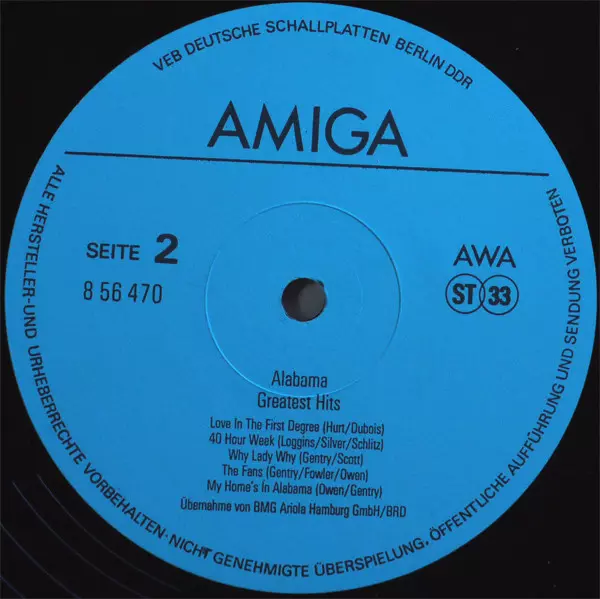 VEB DEUTSCHE SCHALLPLATTEN BERLIN DDR
AMIGA
SEITE 2
8 56 470
AWA
ST 33
Alabama
Greatest Hits
Love In The First Degree (Hurt/Dubois)
40 Hour Week (Loggins/Silver/Schlitz)
Why Lady Why (Gentry/Scott)
The Fans (Gentry/Fowler/Owen)
My Home's In Alabama (Owen/Gentry)
Übernahme von BMG Ariola Hamburg GmbH/BRD
ALLE HERSTELLER-UND URHEBERRECHTE VORBEHALTEN·NICHT GENEHMIGTE ÜBERSPIELUNG, ÖFFENTLICHE AUFFÜHRUNG UND SENDUNG VERBOTEN